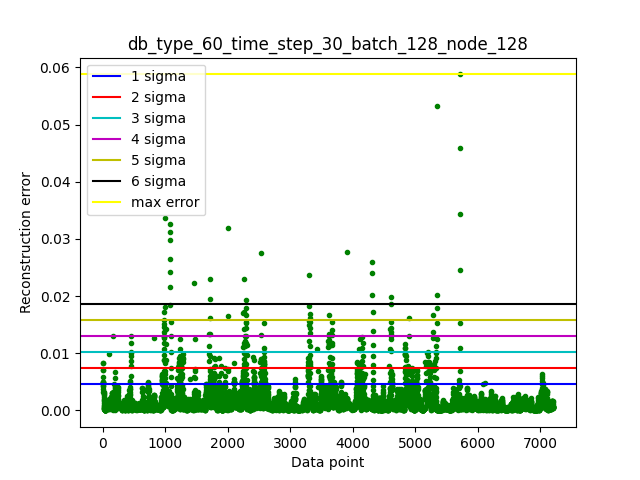 db_type_60_time_step_30_batch_128_node_128
0.06
0.05
0.04
0.03
0.02
0.01
0.00
Reconstruction error
1 sigma
2 sigma
3 sigma
4 sigma
5 sigma
6 sigma
max error
0 1000 2000 3000 4000 5000 6000 7000
Data point